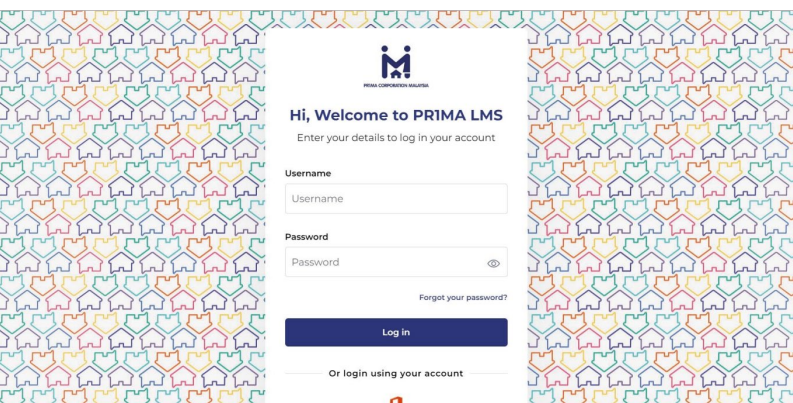 PR1MA CORPORATION MALAYSIA
Hi, Welcome to PR1MA LMS
Enter your details to log in your account
Username
Username
Password
Password
Forgot your password?
Log in
Or login using your account